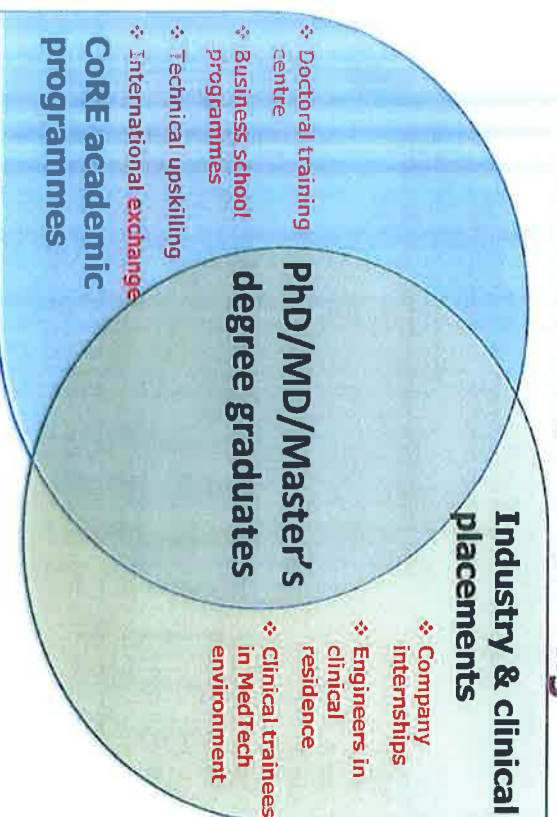 Industry & clinical
placements
❖ Company
internships
❖ Engineers in
clinical
residence
❖ Clinical trainees
in MedTech
environment
PhD/MD/Master's
degree graduates
❖ Doctoral training
centre
❖ Business school
programmes
❖ Technical upskilling
❖ International exchange
CoRE academic
programmes